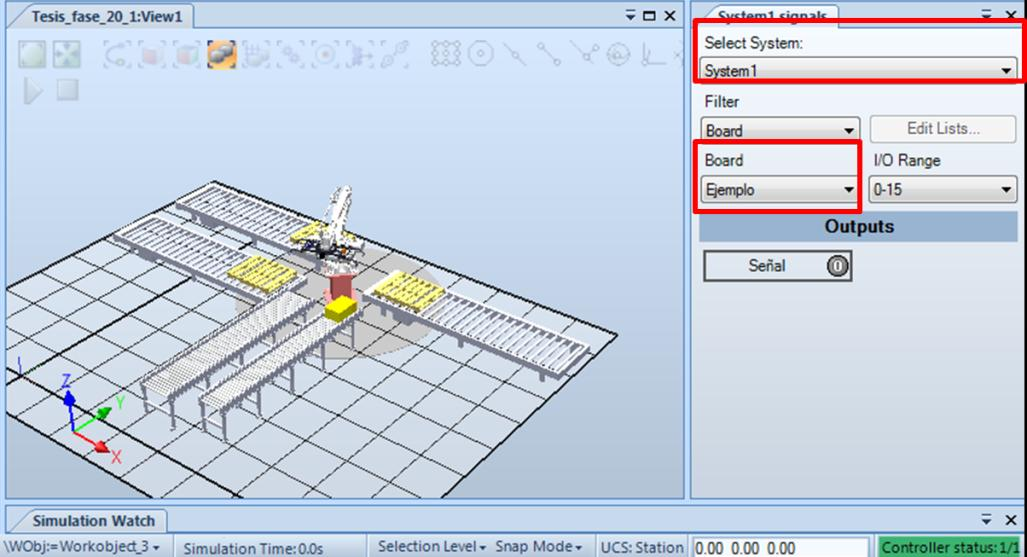 Tesis_fase_20_1:View1
System1 signals
Select System:
System1
Filter
Board
Edit Lists...
Board
I/O Range
Ejemplo
0-15
Outputs
Señal
Z
Y
X
Simulation Watch
\WObj:=Workobject_3
Simulation Time: 0.0s
Selection Level
Snap Mode
UCS: Station
0.00 0.00 0.00
Controller status: 1/1